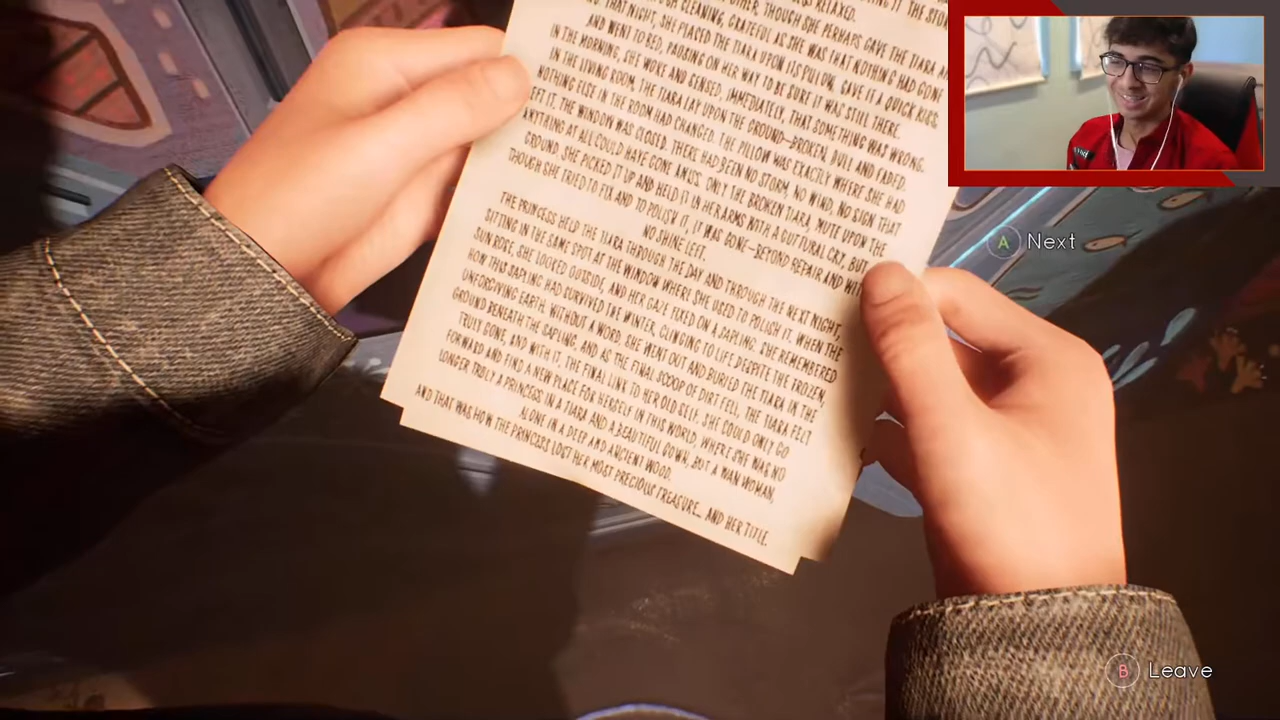 RELAXED.
CLEANING, GRATEFUL AS SHE WAS THAT NOTHING HAD GONE
THAT NIGHT, SHE PLACED THE TIARA UPON ITS PILLOW, GAVE IT A QUICK KISS,
AND WENT TO BED, PAUSING ON HER WAY TO BE SURE IT WAS STILL THERE.
IN THE MORNING, SHE WOKE AND SENSED, IMMEDIATELY, THAT SOMETHING WAS WRONG.
IN THE LIVING ROOM, THE TIARA LAY UPON THE GROUND—BROKEN, DULL AND FADED.
NOTHING ELSE IN THE ROOM HAD CHANGED. THE PILLOW WAS EXACTLY WHERE SHE HAD
LEFT IT, THE WINDOW WAS CLOSED. THERE HAD BEEN NO STORM, NO WIND, NO SIGN THAT
ANYTHING AT ALL COULD HAVE GONE AMISS. ONLY THE BROKEN TIARA, MUTE UPON THE
GROUND. SHE PICKED IT UP AND HELD IT IN HER ARMS WITH A GUTTURAL CRY, BUT
THOUGH SHE TRIED TO FIX AND TO POLISH IT, IT WAS GONE—BEYOND REPAIR AND WITH
NO SHINE LEFT.
THE PRINCESS HELD THE TIARA THROUGH THE DAY AND THROUGH THE NEXT NIGHT,
SITTING IN THE SAME SPOT AT THE WINDOW WHERE SHE USED TO POLISH IT. WHEN THE
SUN ROSE, SHE LOOKED OUTSIDE, AND HER GAZE FIXED ON A SAPLING. SHE REMEMBERED
HOW THIS SAPLING HAD SURVIVED THE WINTER, CLINGING TO LIFE DESPITE THE FROZEN,
UNFORGIVING EARTH. WITHOUT A WORD, SHE WENT OUT AND BURIED THE TIARA IN THE
GROUND BENEATH THE SAPLING. AND AS THE FINAL SCOOP OF DIRT FELL, THE TIARA FELT
TRULY GONE, AND WITH IT, THE FINAL LINK TO HER OLD SELF. SHE COULD ONLY GO
FORWARD AND FIND A NEW PLACE FOR HERSELF IN THIS WORLD, WHERE SHE WAS NO
LONGER TRULY A PRINCESS IN A TIARA AND A BEAUTIFUL GOWN, BUT A WAN WOMAN,
ALONE IN A DEEP AND ANCIENT WOOD.
AND THAT WAS HOW THE PRINCESS LOST HER MOST PRECIOUS TREASURE... AND HER TITLE.
A Next
B Leave